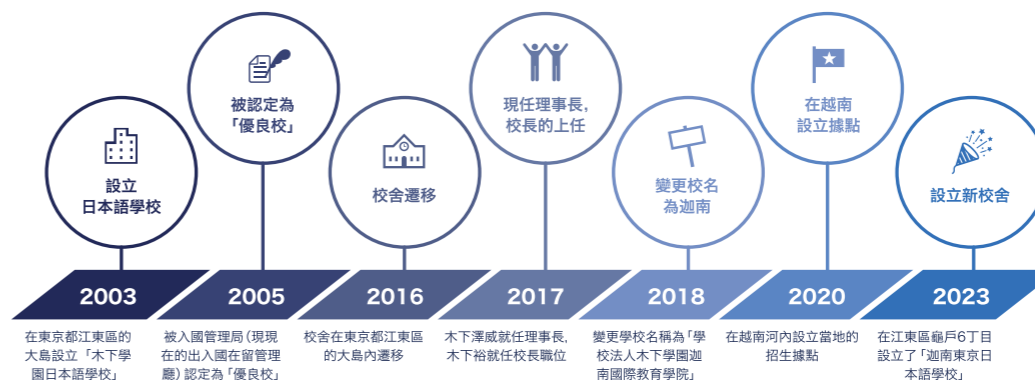 設立
日本語學校
被認定為
「優良校」
校舍遷移
現任理事長,
校長的上任
變更校名
為迦南
在越南
設立據點
設立新校舍
2003
2005
2016
2017
2018
2020
2023
在東京都江東區的
大島設立「木下學
園日本語學校」
被入國管理局(現現
在的出入國在留管理
廳)認定為「優良校」
校舍在東京都江東區
的大島內遷移
木下澤威就任理事長,
木下裕就任校長職位
變更學校名稱為「學
校法人木下學園迦
南國際教育學院」
在越南河內設立當地的
招生據點
在江東區龜戶6丁目
設立了「迦南東京日
本語學校」